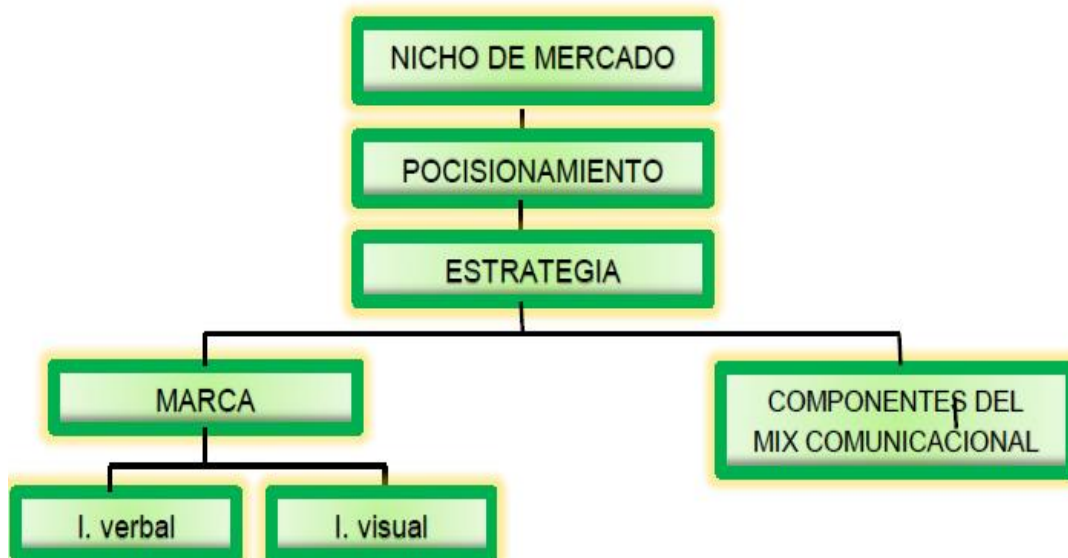 NICHO DE MERCADO
POCISIONAMIENTO
ESTRATEGIA
MARCA
COMPONENTES DEL
MIX COMUNICACIONAL
I. verbal
I. visual